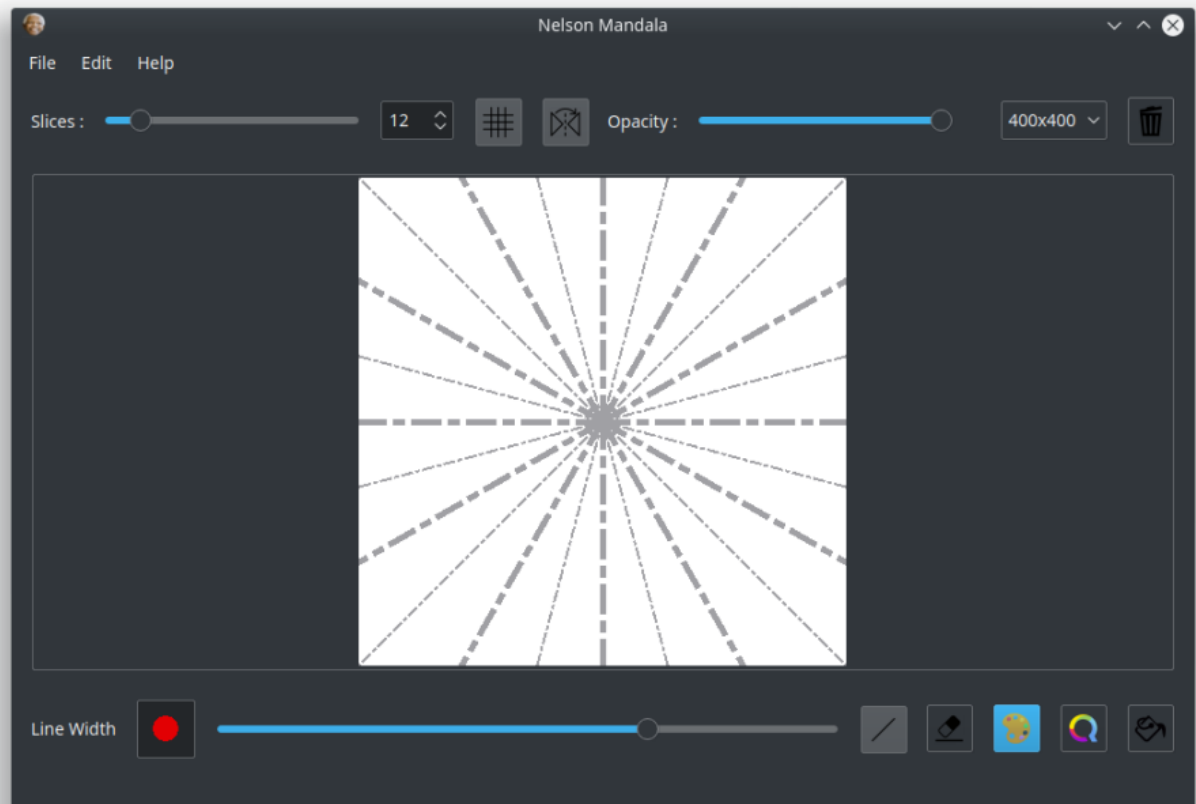 Nelson Mandala
File Edit Help
Slices : 12 Opacity : 400x400
Line Width